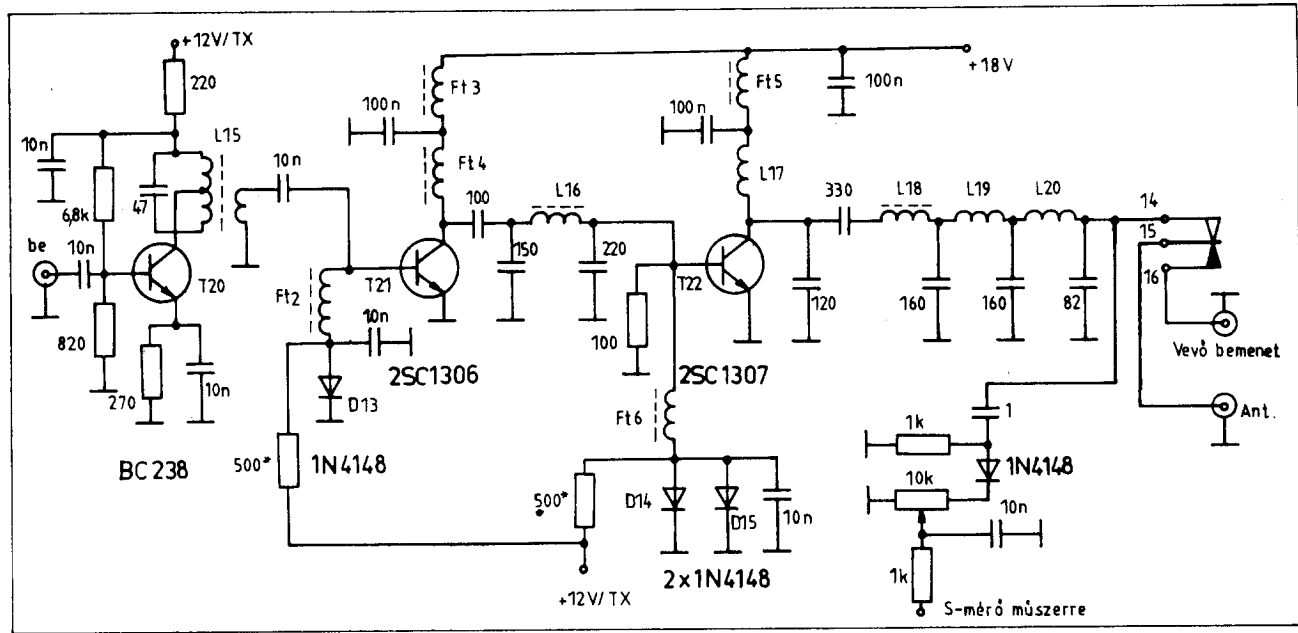 +12V/TX
220
L15
10n
6,8k
47
10n
be
10n
T20
820
270
10n
BC 238
Ft3
100n
Ft4
100
L16
150
220
T21
Ft2
10n
2SC1306
D13
500*
1N4148
+18V
Ft5
100n
100n
L17
330
L18
L19
L20
T22
120
160
160
82
100
2SC1307
Ft6
500*
D14
D15
10n
2x1N4148
+12V/TX
14
15
16
Vevő bemenet
Ant.
1
1k
1N4148
10k
10n
1k
S-mérő műszerre